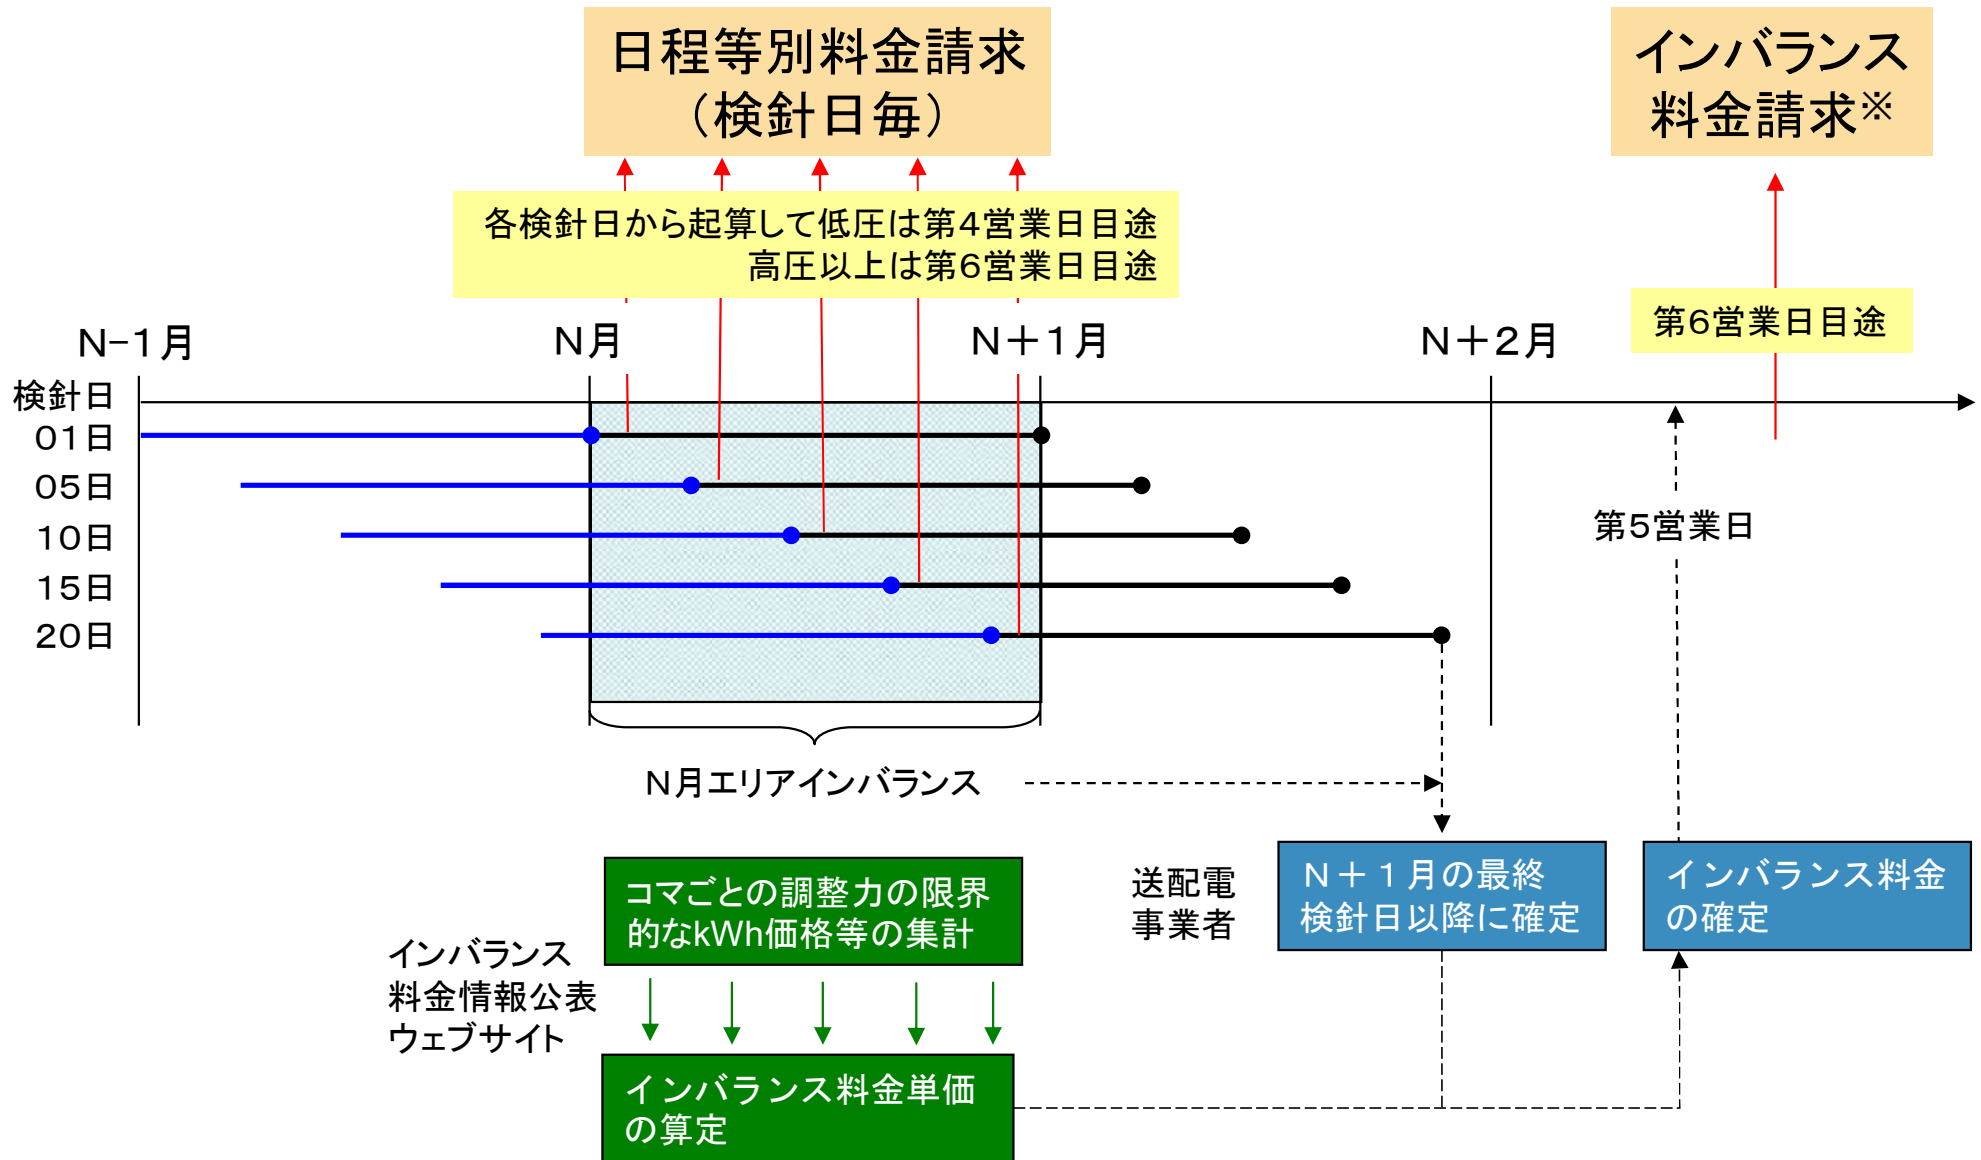 日程等別料金請求
（検針日毎）
インバランス
料金請求※
各検針日から起算して低圧は第４営業日目途
高圧以上は第６営業日目途
第６営業日目途
N−１月
N月
N＋１月
N＋２月
検針日
０１日
０５日
１０日
１５日
２０日
第５営業日
N月エリアインバランス
コマごとの調整力の限界
的なkWh価格等の集計
送配電
事業者
N＋１月の最終
検針日以降に確定
インバランス料金
の確定
インバランス
料金情報公表
ウェブサイト
インバランス料金単価
の算定